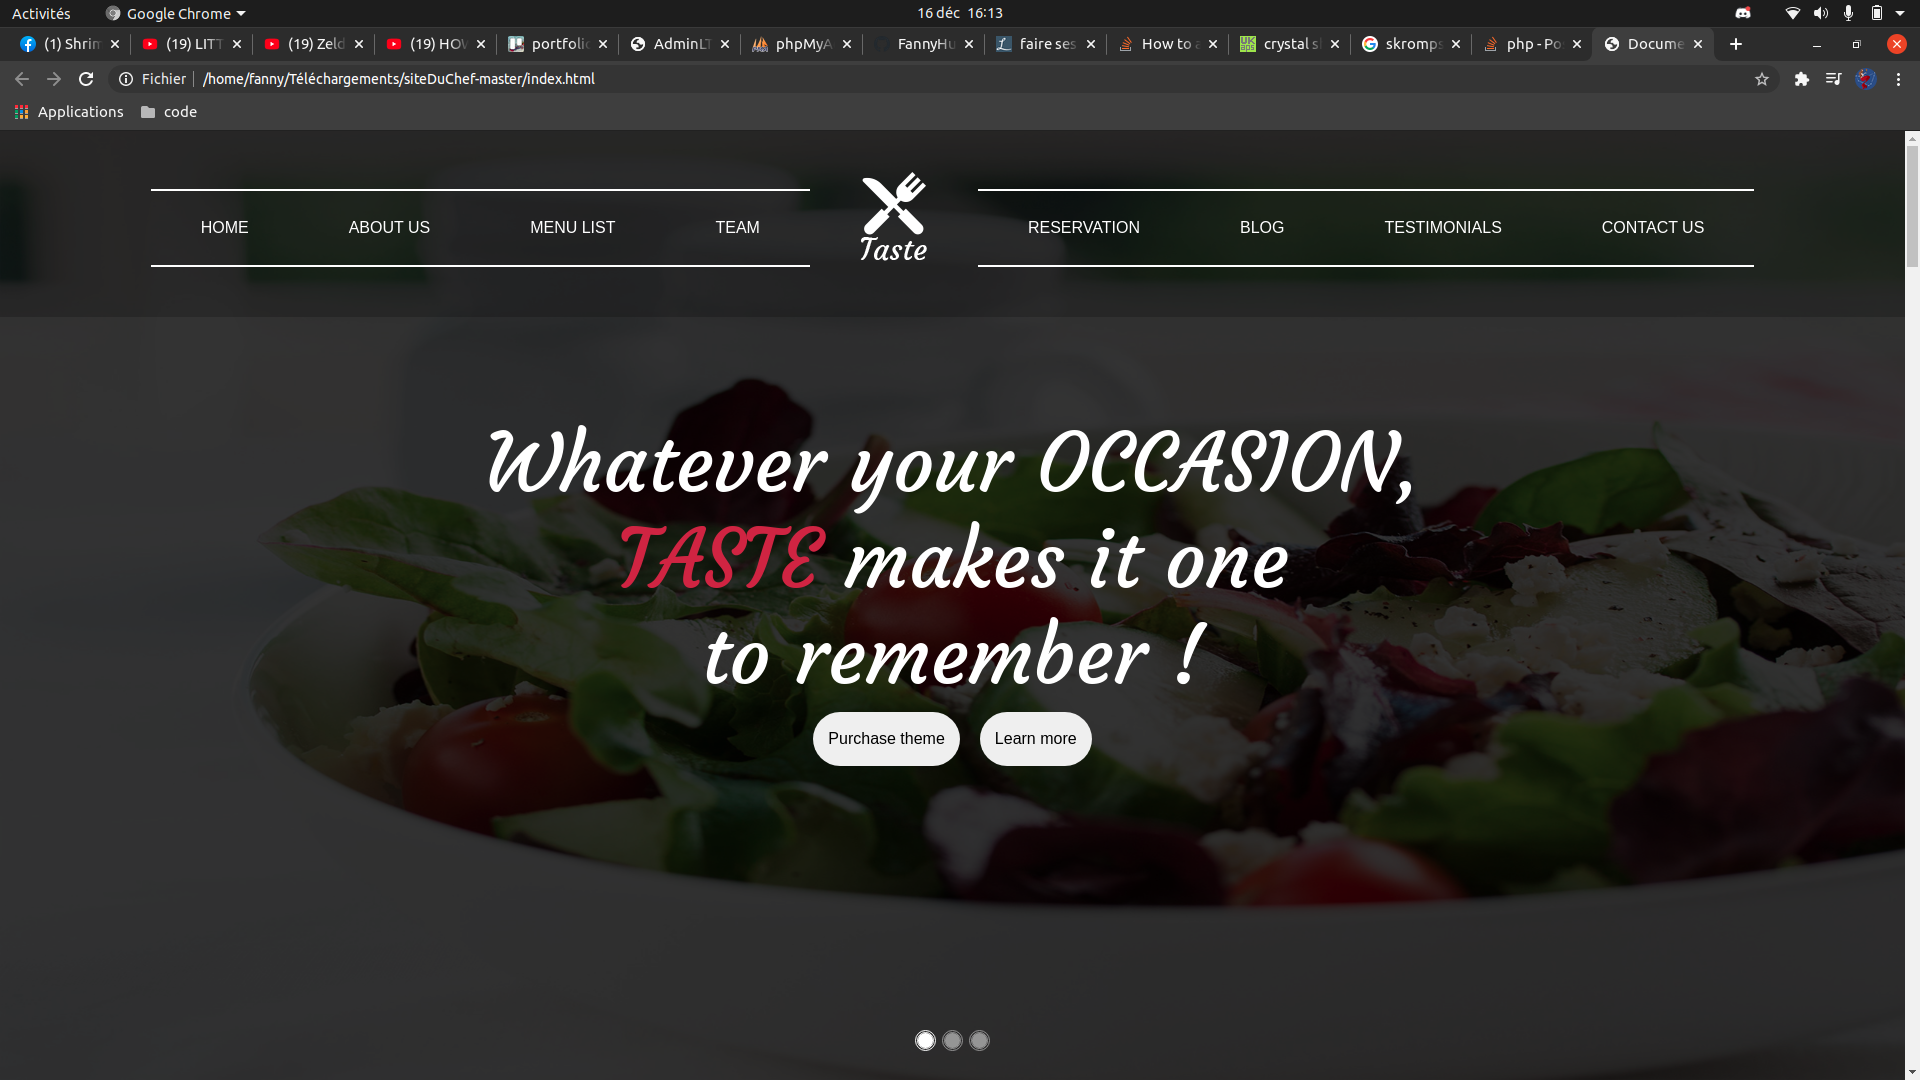 Activités Google Chrome 16 déc 16:13
(1) Shrim (19) LITT (19) Zeld (19) HOW portfolio AdminLT phpMyA FannyHu faire ses How to a crystal sk skromps php - Po Docume
Fichier /home/fanny/Téléchargements/siteDuChef-master/index.html
Applications code
HOME ABOUT US MENU LIST TEAM Taste RESERVATION BLOG TESTIMONIALS CONTACT US
Whatever your OCCASION,
TASTE makes it one
to remember !
Purchase theme Learn more